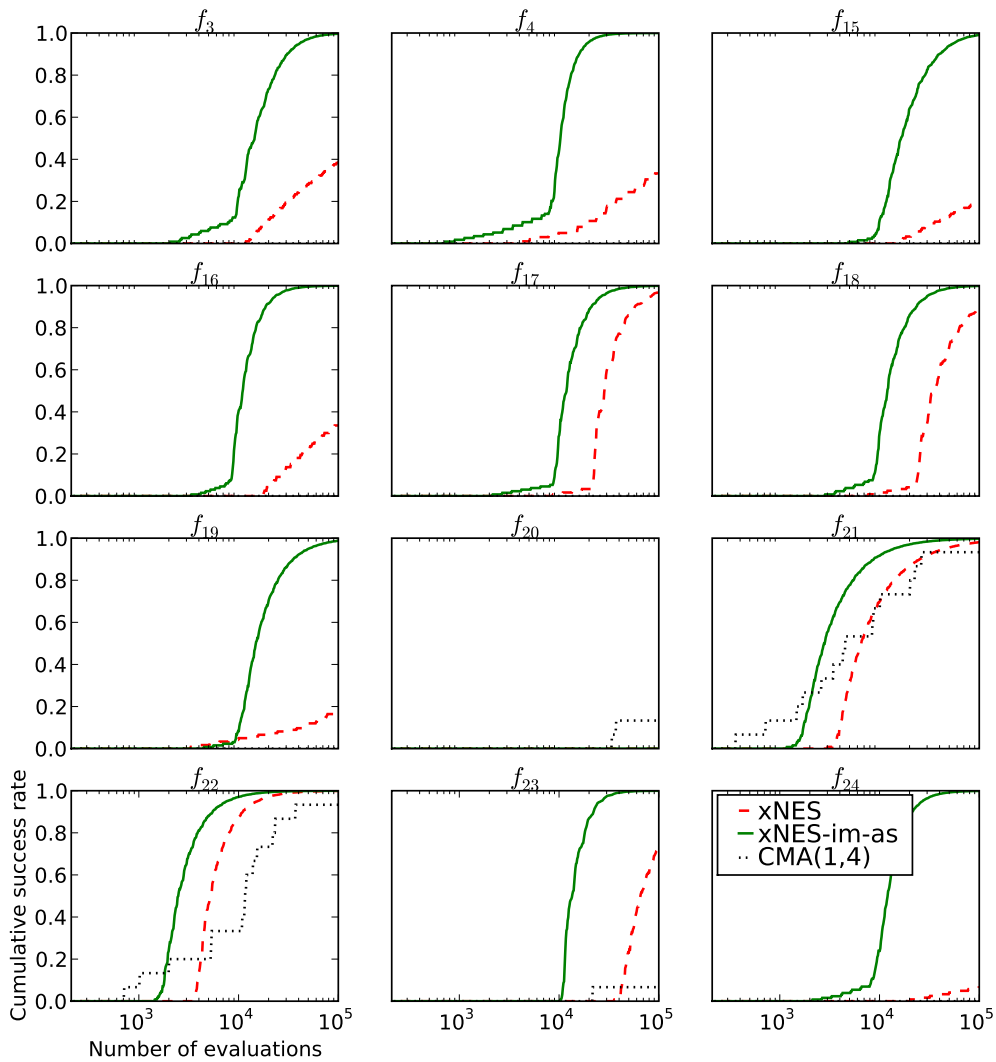 f3
f4
f15
1.0
0.8
0.6
0.4
0.2
0.0
f16
f17
f18
1.0
0.8
0.6
0.4
0.2
0.0
f19
f20
f21
1.0
0.8
0.6
0.4
0.2
0.0
f22
f23
f24
1.0
0.8
0.6
0.4
0.2
0.0
Cumulative success rate
xNES
xNES-im-as
CMA(1,4)
10^3 10^4 10^5
10^3 10^4 10^5
10^3 10^4 10^5
Number of evaluations